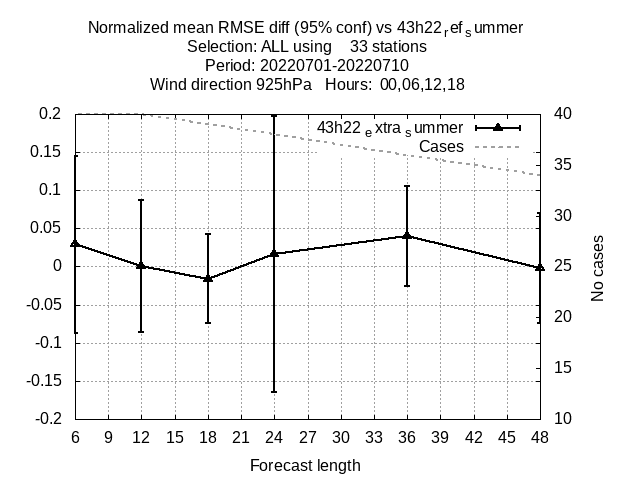 Normalized mean RMSE diff (95% conf) vs 43h22refsummer
Selection: ALL using 33 stations
Period: 20220701-20220710
Wind direction 925hPa Hours: 00,06,12,18
43h22extrasummer
Cases
0.2
0.15
0.1
0.05
0
-0.05
-0.1
-0.15
-0.2
40
35
30
25
20
15
10
No cases
6 9 12 15 18 21 24 27 30 33 36 39 42 45 48
Forecast length